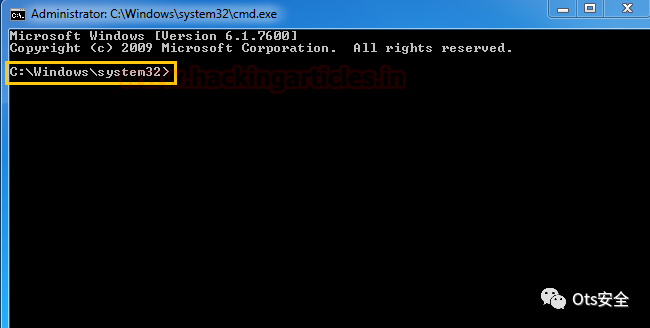 Administrator: C:\Windows\system32\cmd.exe
Microsoft Windows [Version 6.1.7600]
Copyright (c) 2009 Microsoft Corporation.  All rights reserved.
C:\Windows\system32>
www.hackingarticles.in
Ots安全